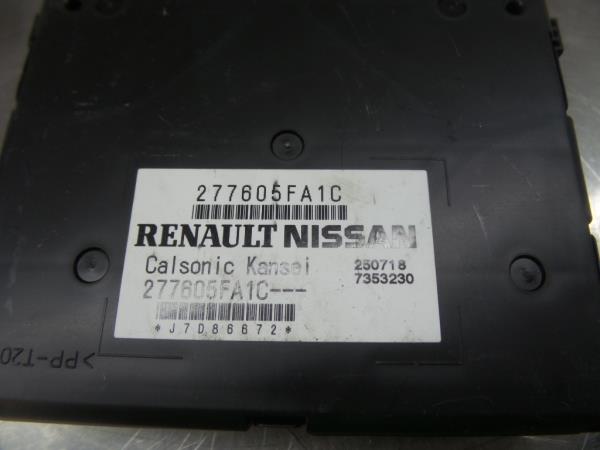 277605FA1C
RENAULT NISSAN
Calsonic Kansei 250718
277605FA1C--- 7353230
*J7D86672*
>PP-T20